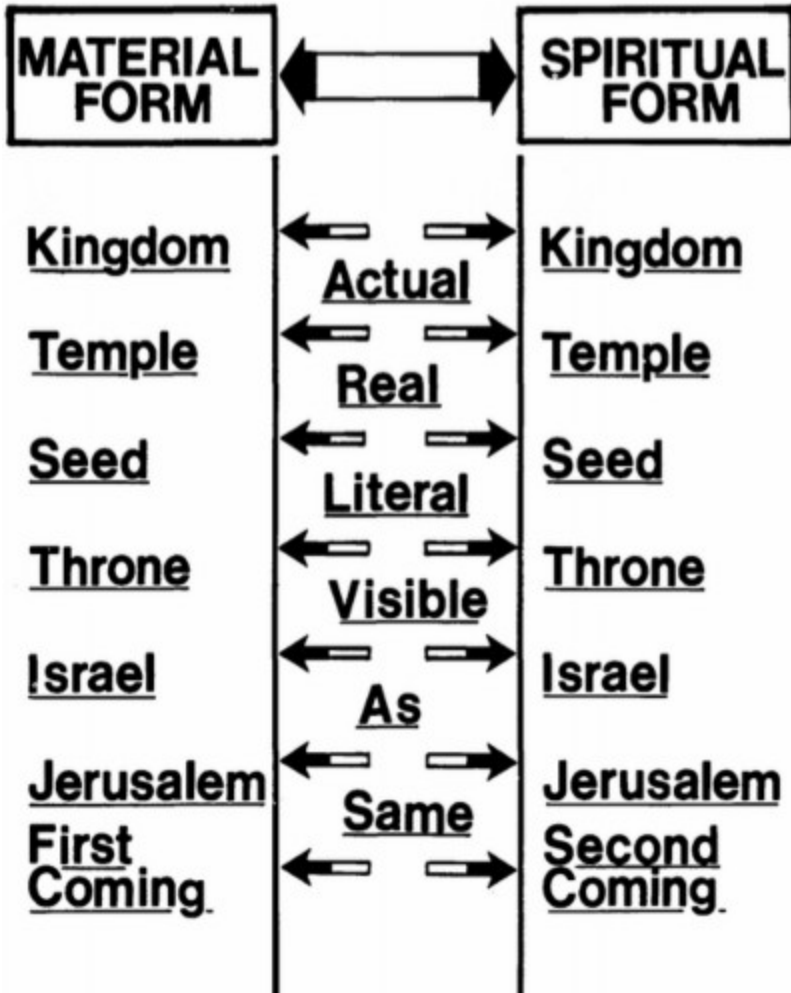 MATERIAL FORM
SPIRITUAL FORM
Kingdom
Kingdom
Actual
Temple
Temple
Real
Seed
Seed
Literal
Throne
Throne
Visible
Israel
Israel
As
Jerusalem
Jerusalem
Same
First
Coming
Second
Coming